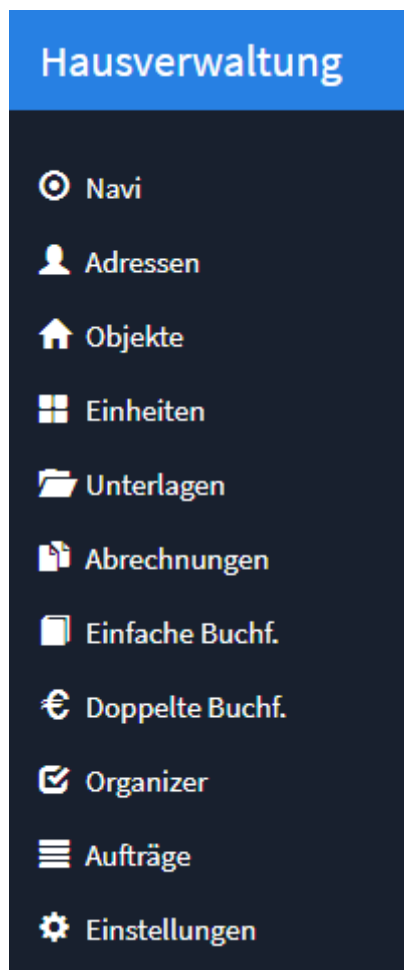 Hausverwaltung
Navi
Adressen
Objekte
Einheiten
Unterlagen
Abrechnungen
Einfache Buchf.
Doppelte Buchf.
Organizer
Aufträge
Einstellungen